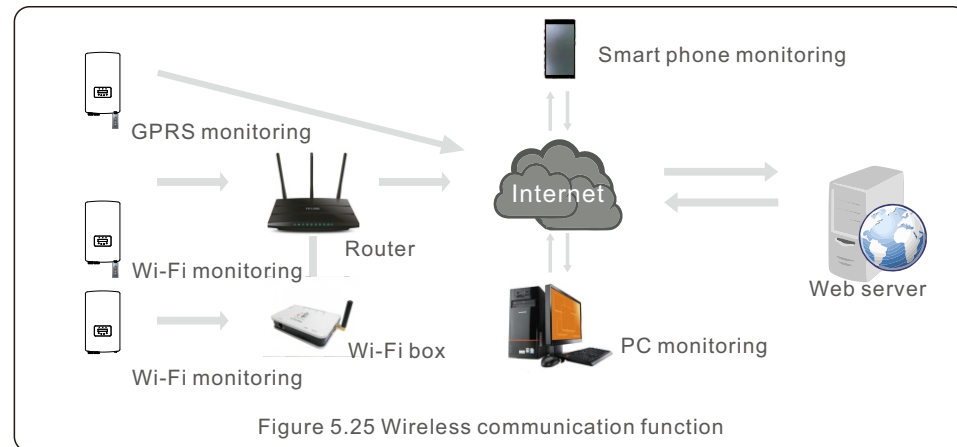 Smart phone monitoring
GPRS monitoring
Internet
Router
Wi-Fi monitoring
Web server
Wi-Fi box
PC monitoring
Wi-Fi monitoring
Figure 5.25 Wireless communication function